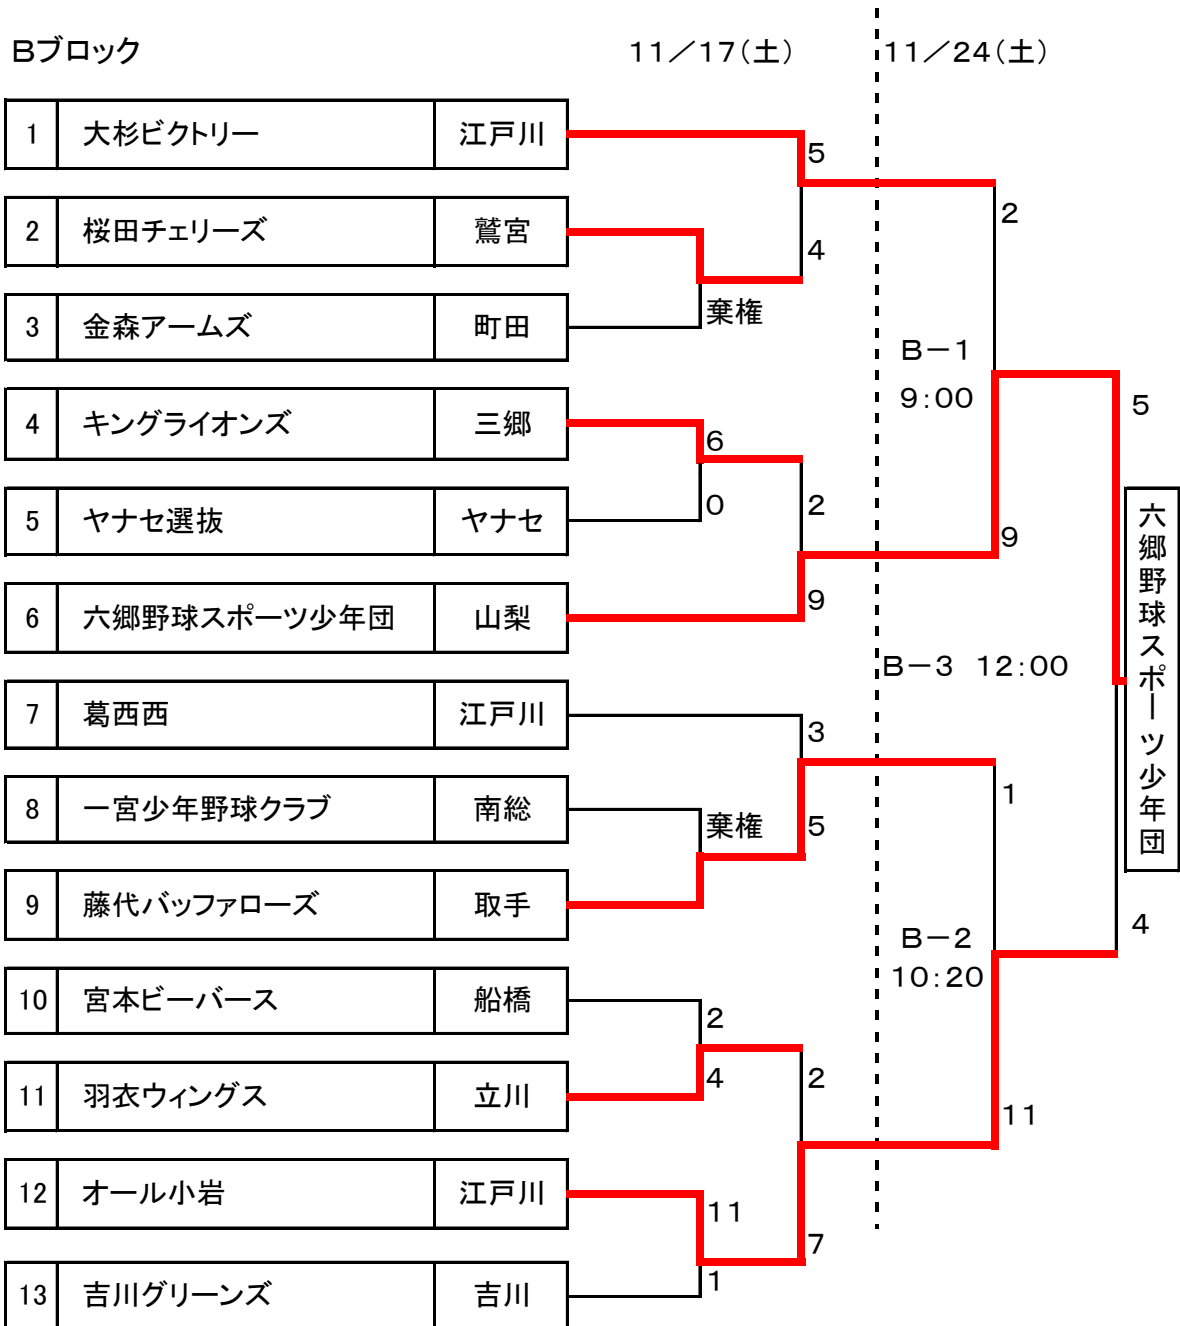 Bブロック
11／17(土)
11／24(土)
1 大杉ビクトリー 江戸川
5
2 桜田チェリーズ 鷲宮
2
4
3 金森アームズ 町田
棄権
B－1
9:00
4 キングライオンズ 三郷
6
5
5 ヤナセ選抜 ヤナセ
0
2
9
六郷野球スポーツ少年団
6 六郷野球スポーツ少年団 山梨
9
B－3 12:00
7 葛西西 江戸川
3
8 一宮少年野球クラブ 南総
棄権
5
1
9 藤代バッファローズ 取手
4
B－2
10:20
10 宮本ビーバース 船橋
2
11 羽衣ウィングス 立川
4
2
11
12 オール小岩 江戸川
11
7
13 吉川グリーンズ 吉川
1